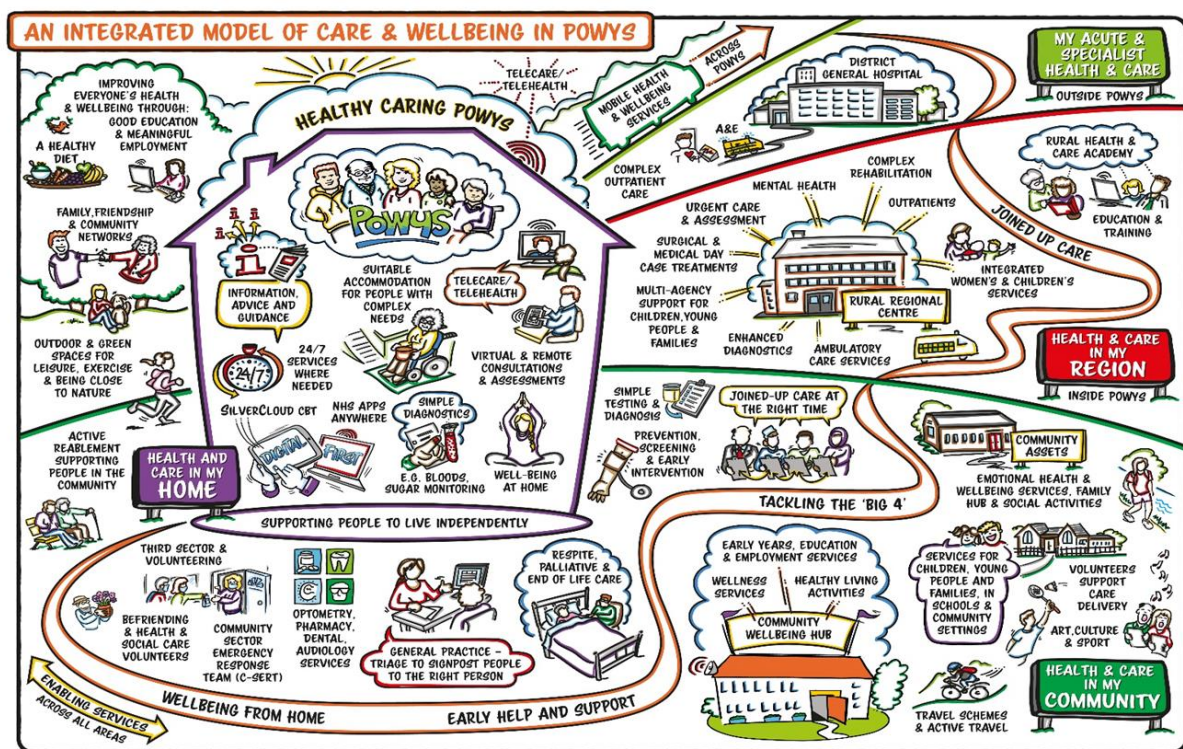 AN INTEGRATED MODEL OF CARE & WELLBEING IN POWYS
IMPROVING
EVERYONE'S HEALTH
& WELLBEING THROUGH:
GOOD EDUCATION
& MEANINGFUL
EMPLOYMENT
A HEALTHY
DIET
FAMILY, FRIENDSHIP
& COMMUNITY
NETWORKS
OUTDOOR & GREEN
SPACES FOR
LEISURE, EXERCISE
& BEING CLOSE
TO NATURE
ACTIVE
REABLEMENT
SUPPORTING
PEOPLE IN THE
COMMUNITY
HEALTH AND
CARE IN MY
HOME
HEALTHY CARING POWYS
TELECARE/
TELEHEALTH
POWYS
i i i
i
INFORMATION,
ADVICE AND
GUIDANCE
SUITABLE
ACCOMMODATION
FOR PEOPLE WITH
COMPLEX
NEEDS
TELECARE/
TELEHEALTH
24/7
24/7
SERVICES
WHERE
NEEDED
VIRTUAL & REMOTE
CONSULTATIONS
& ASSESSMENTS
SILVERCLOUD CBT
NHS APPS
ANYWHERE
DIGITAL
FIRST
SIMPLE
DIAGNOSTICS
E.G. BLOODS,
SUGAR MONITORING
WELL-BEING
AT HOME
SUPPORTING PEOPLE TO LIVE INDEPENDENTLY
MOBILE HEALTH
& WELLBEING
SERVICES
ACROSS
POWYS
DISTRICT
GENERAL HOSPITAL
A&E
COMPLEX
OUTPATIENT
CARE
MY ACUTE &
SPECIALIST
HEALTH & CARE
OUTSIDE POWYS
RURAL HEALTH &
CARE ACADEMY
EDUCATION &
TRAINING
JOINED UP CARE
MENTAL HEALTH
COMPLEX
REHABILITATION
URGENT CARE
& ASSESSMENT
OUTPATIENTS
SURGICAL &
MEDICAL DAY
CASE TREATMENTS
MULTI-AGENCY
SUPPORT FOR
CHILDREN, YOUNG
PEOPLE &
FAMILIES
INTEGRATED
WOMEN'S & CHILDREN'S
SERVICES
RURAL REGIONAL
CENTRE
ENHANCED
DIAGNOSTICS
AMBULATORY
CARE SERVICES
HEALTH & CARE
IN MY
REGION
INSIDE POWYS
SIMPLE
TESTING &
DIAGNOSIS
JOINED-UP CARE AT
THE RIGHT TIME
PREVENTION,
SCREENING
& EARLY
INTERVENTION
TACKLING THE 'BIG 4'
COMMUNITY
ASSETS
EMOTIONAL HEALTH &
WELLBEING SERVICES, FAMILY
HUB & SOCIAL ACTIVITIES
THIRD SECTOR &
VOLUNTEERING
BEFRIENDING
& HEALTH &
SOCIAL CARE
VOLUNTEERS
COMMUNITY
SECTOR
EMERGENCY
RESPONSE
TEAM (C-SERT)
OPTOMETRY,
PHARMACY,
DENTAL,
AUDIOLOGY
SERVICES
GENERAL PRACTICE –
TRIAGE TO SIGNPOST PEOPLE
TO THE RIGHT PERSON
RESPITE,
PALLIATIVE &
END OF LIFE CARE
EARLY YEARS, EDUCATION
& EMPLOYMENT SERVICES
WELLNESS
SERVICES
HEALTHY LIVING
ACTIVITIES
COMMUNITY
WELLBEING HUB
SERVICES FOR
CHILDREN, YOUNG
PEOPLE AND
FAMILIES, IN
SCHOOLS &
COMMUNITY
SETTINGS
VOLUNTEERS
SUPPORT
CARE
DELIVERY
ART, CULTURE
& SPORT
TRAVEL SCHEMES
& ACTIVE TRAVEL
HEALTH & CARE
IN MY
COMMUNITY
ENABLING SERVICES
ACROSS ALL AREAS
WELLBEING FROM HOME
EARLY HELP AND SUPPORT